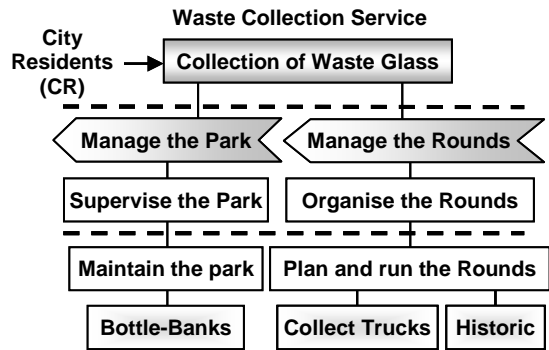 Waste Collection Service
City
Residents
(CR)
Collection of Waste Glass
Manage the Park
Manage the Rounds
Supervise the Park
Organise the Rounds
Maintain the park
Plan and run the Rounds
Bottle-Banks
Collect Trucks
Historic